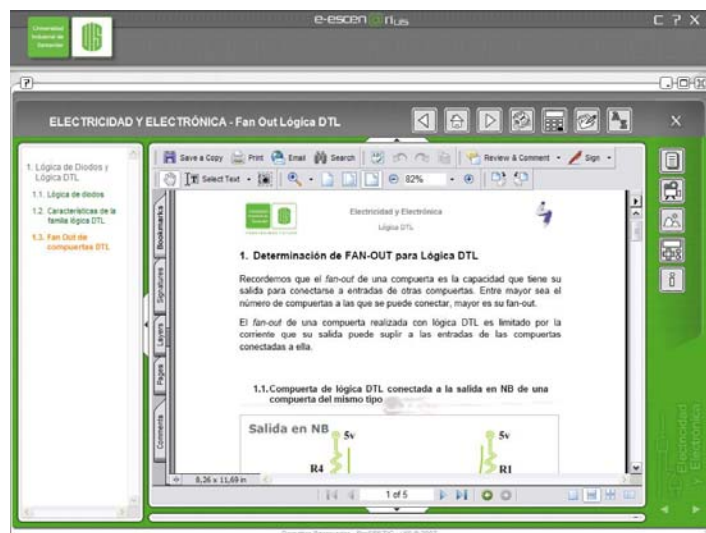 Universidad
Industrial de
Santander
UIS
e-escen@rius
C ? X
?
ELECTRICIDAD Y ELECTRÓNICA - Fan Out Lógica DTL
X
1. Lógica de Diodos y
Lógica DTL
1.1. Lógica de diodos
1.2. Características de la
familia lógica DTL
1.3. Fan Out de
compuertas DTL
Save a Copy Print Email Search Review & Comment Sign
Select Text 82%
Bookmarks
Signatures
Layers
Pages
Comments
Electricidad y Electrónica
Lógica DTL
1. Determinación de FAN-OUT para Lógica DTL
Recordemos que el fan-out de una compuerta es la capacidad que tiene su
salida para conectarse a entradas de otras compuertas. Entre mayor sea el
número de compuertas a las que se puede conectar, mayor es su fan-out.
El fan-out de una compuerta realizada con lógica DTL es limitado por la
corriente que su salida puede suplir a las entradas de las compuertas
conectadas a ella.
1.1. Compuerta de lógica DTL conectada a la salida en NB de una
compuerta del mismo tipo
Salida en NB
5v
5v
R4
R1
8,26 x 11,69 in
1 of 5
Electricidad
y Electrónica